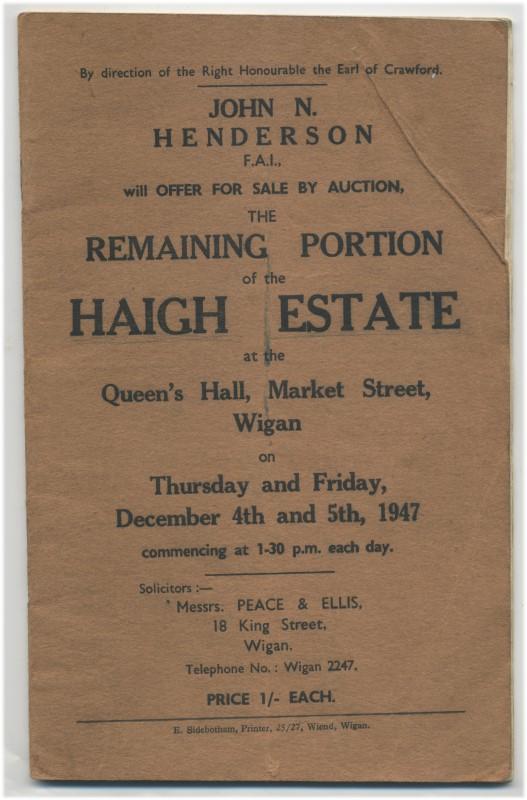 By direction of the Right Honourable the Earl of Crawford.
JOHN N.
HENDERSON
F.A.I.,
will OFFER FOR SALE BY AUCTION,
THE
REMAINING PORTION
of the
HAIGH ESTATE
at the
Queen's Hall, Market Street,
Wigan
on
Thursday and Friday,
December 4th and 5th, 1947
commencing at 1-30 p.m. each day.
Solicitors :—
Messrs. PEACE & ELLIS,
18 King Street,
Wigan.
Telephone No. : Wigan 2247.
PRICE 1/- EACH.
E. Sidebotham, Printer, 25/27, Wiend, Wigan.